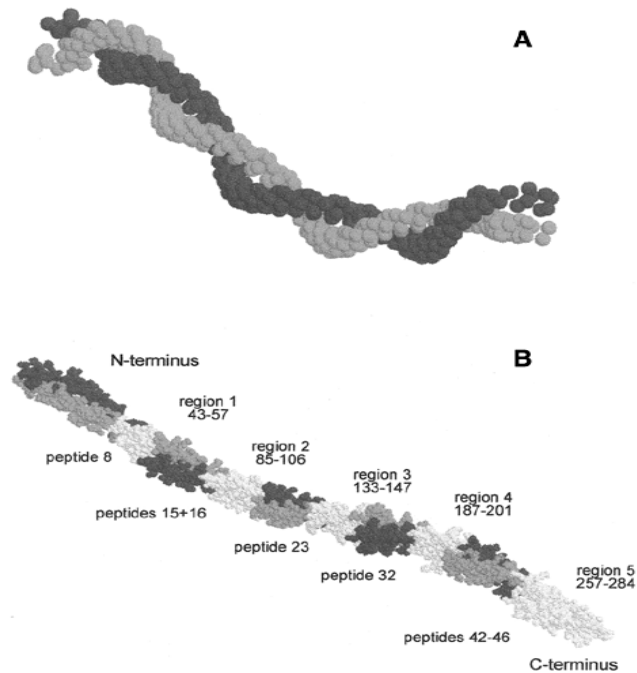 A
B
N-terminus
region 1
43-57
peptide 8
region 2
85-106
peptides 15+16
region 3
133-147
peptide 23
region 4
187-201
peptide 32
region 5
257-284
peptides 42-46
C-terminus